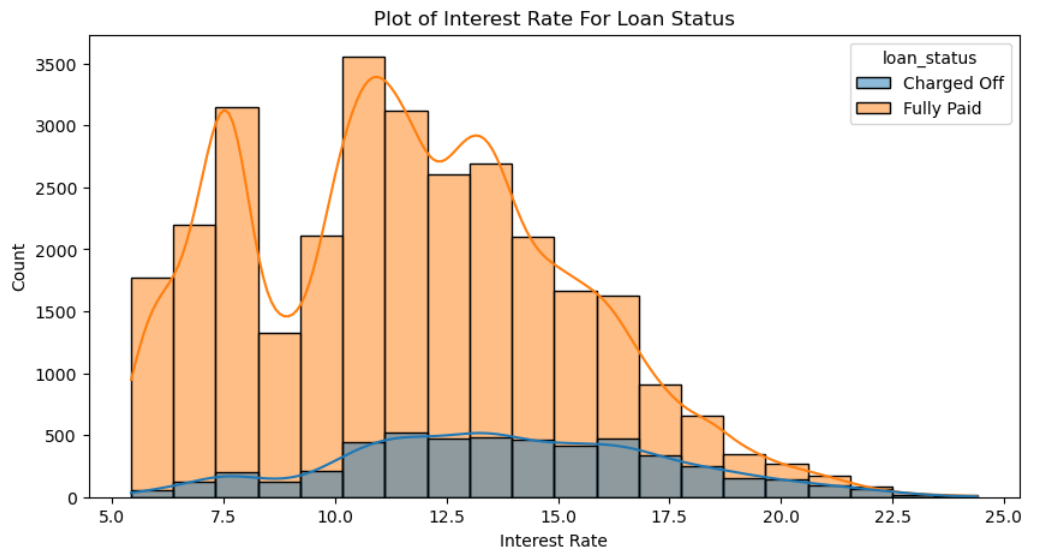 Plot of Interest Rate For Loan Status
loan_status
Charged Off
Fully Paid
Count
3500
3000
2500
2000
1500
1000
500
0
5.0 7.5 10.0 12.5 15.0 17.5 20.0 22.5 25.0
Interest Rate